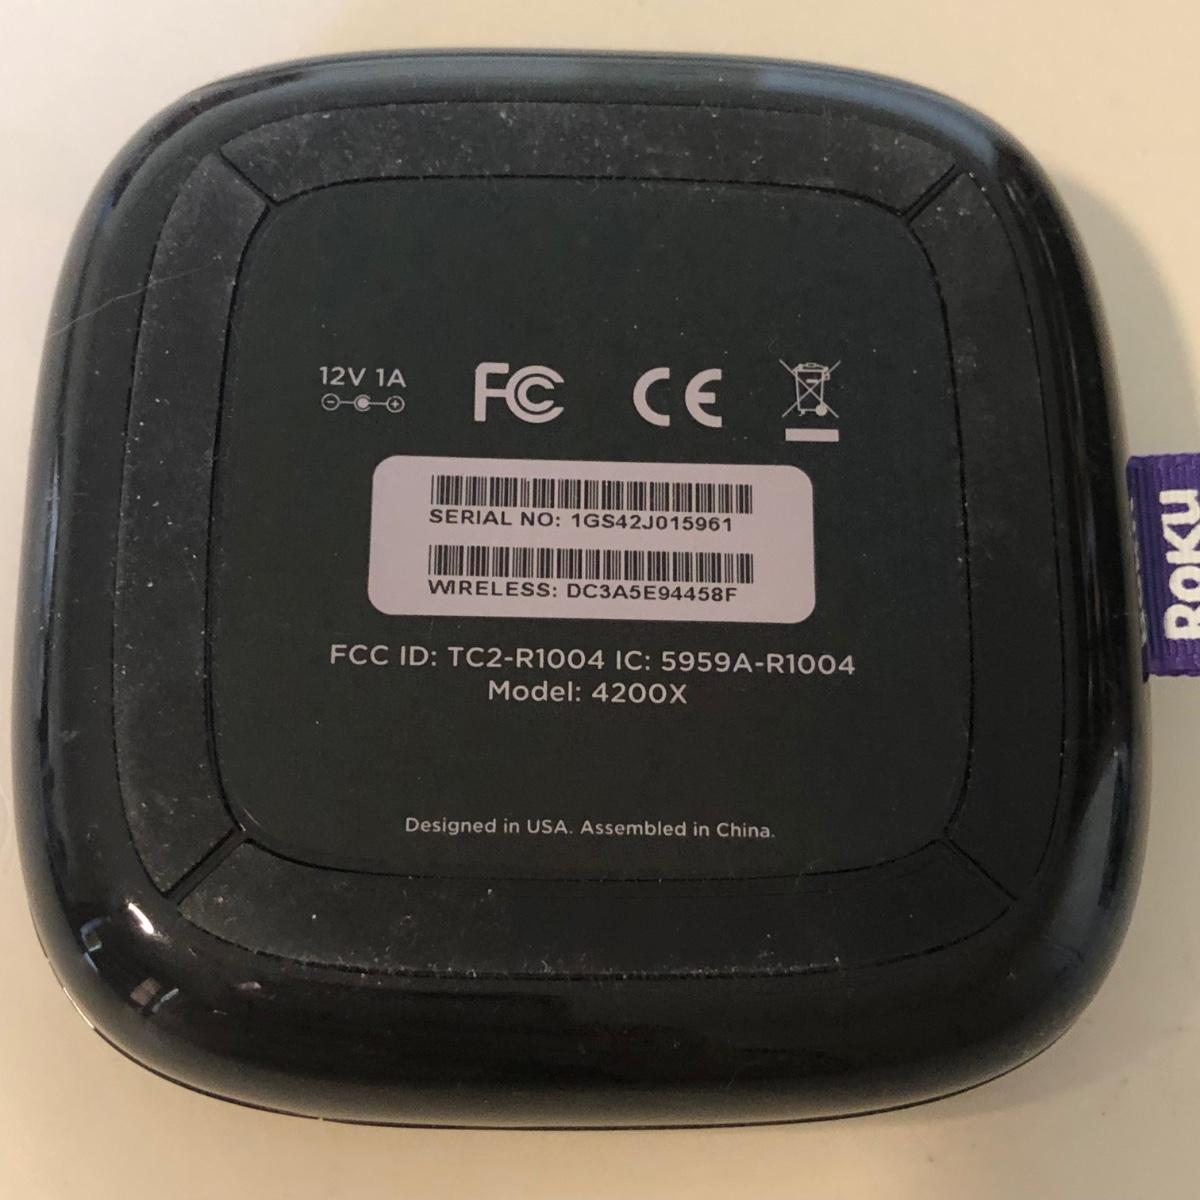 12V 1A
FC
CE
SERIAL NO: 1GS42J015961
WIRELESS: DC3A5E94458F
FCC ID: TC2-R1004 IC: 5959A-R1004
Model: 4200X
Designed in USA. Assembled in China.
ROKU